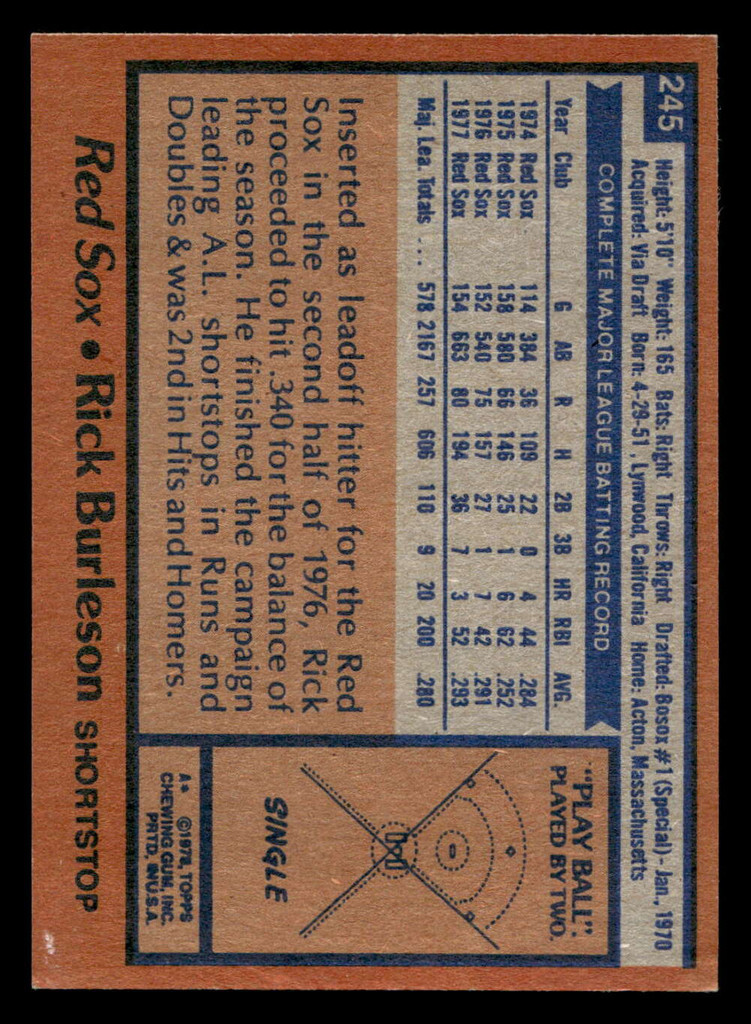 245
Height: 5'10" Weight: 165 Bats: Right Throws: Right Drafted: Bosox #1 (Special) - Jan., 1970
Acquired: Via Draft Born: 4-29-51, Lynwood, California Home: Acton, Massachusetts
COMPLETE MAJOR LEAGUE BATTING RECORD
Year Club G AB R H 2B 3B HR RBI AVG.
1974 Red Sox 114 384 36 109 22 0 4 44 .284
1975 Red Sox 158 580 66 146 25 1 6 62 .252
1976 Red Sox 152 540 75 157 27 1 7 42 .291
1977 Red Sox 154 663 80 194 36 7 3 52 .293
Maj. Lea. Totals .... 578 2167 257 606 110 9 20 200 .280
Inserted as leadoff hitter for the Red
Sox in the second half of 1976, Rick
proceeded to hit .340 for the balance of
the season. He finished the campaign
leading A.L. shortstops in Runs and
Doubles & was 2nd in Hits and Homers.
"PLAY BALL":
PLAYED BY TWO.
SINGLE
A* ©1978, TOPPS
CHEWING GUM, INC.
PRTD. IN U.S.A.
Red Sox • Rick Burleson SHORTSTOP